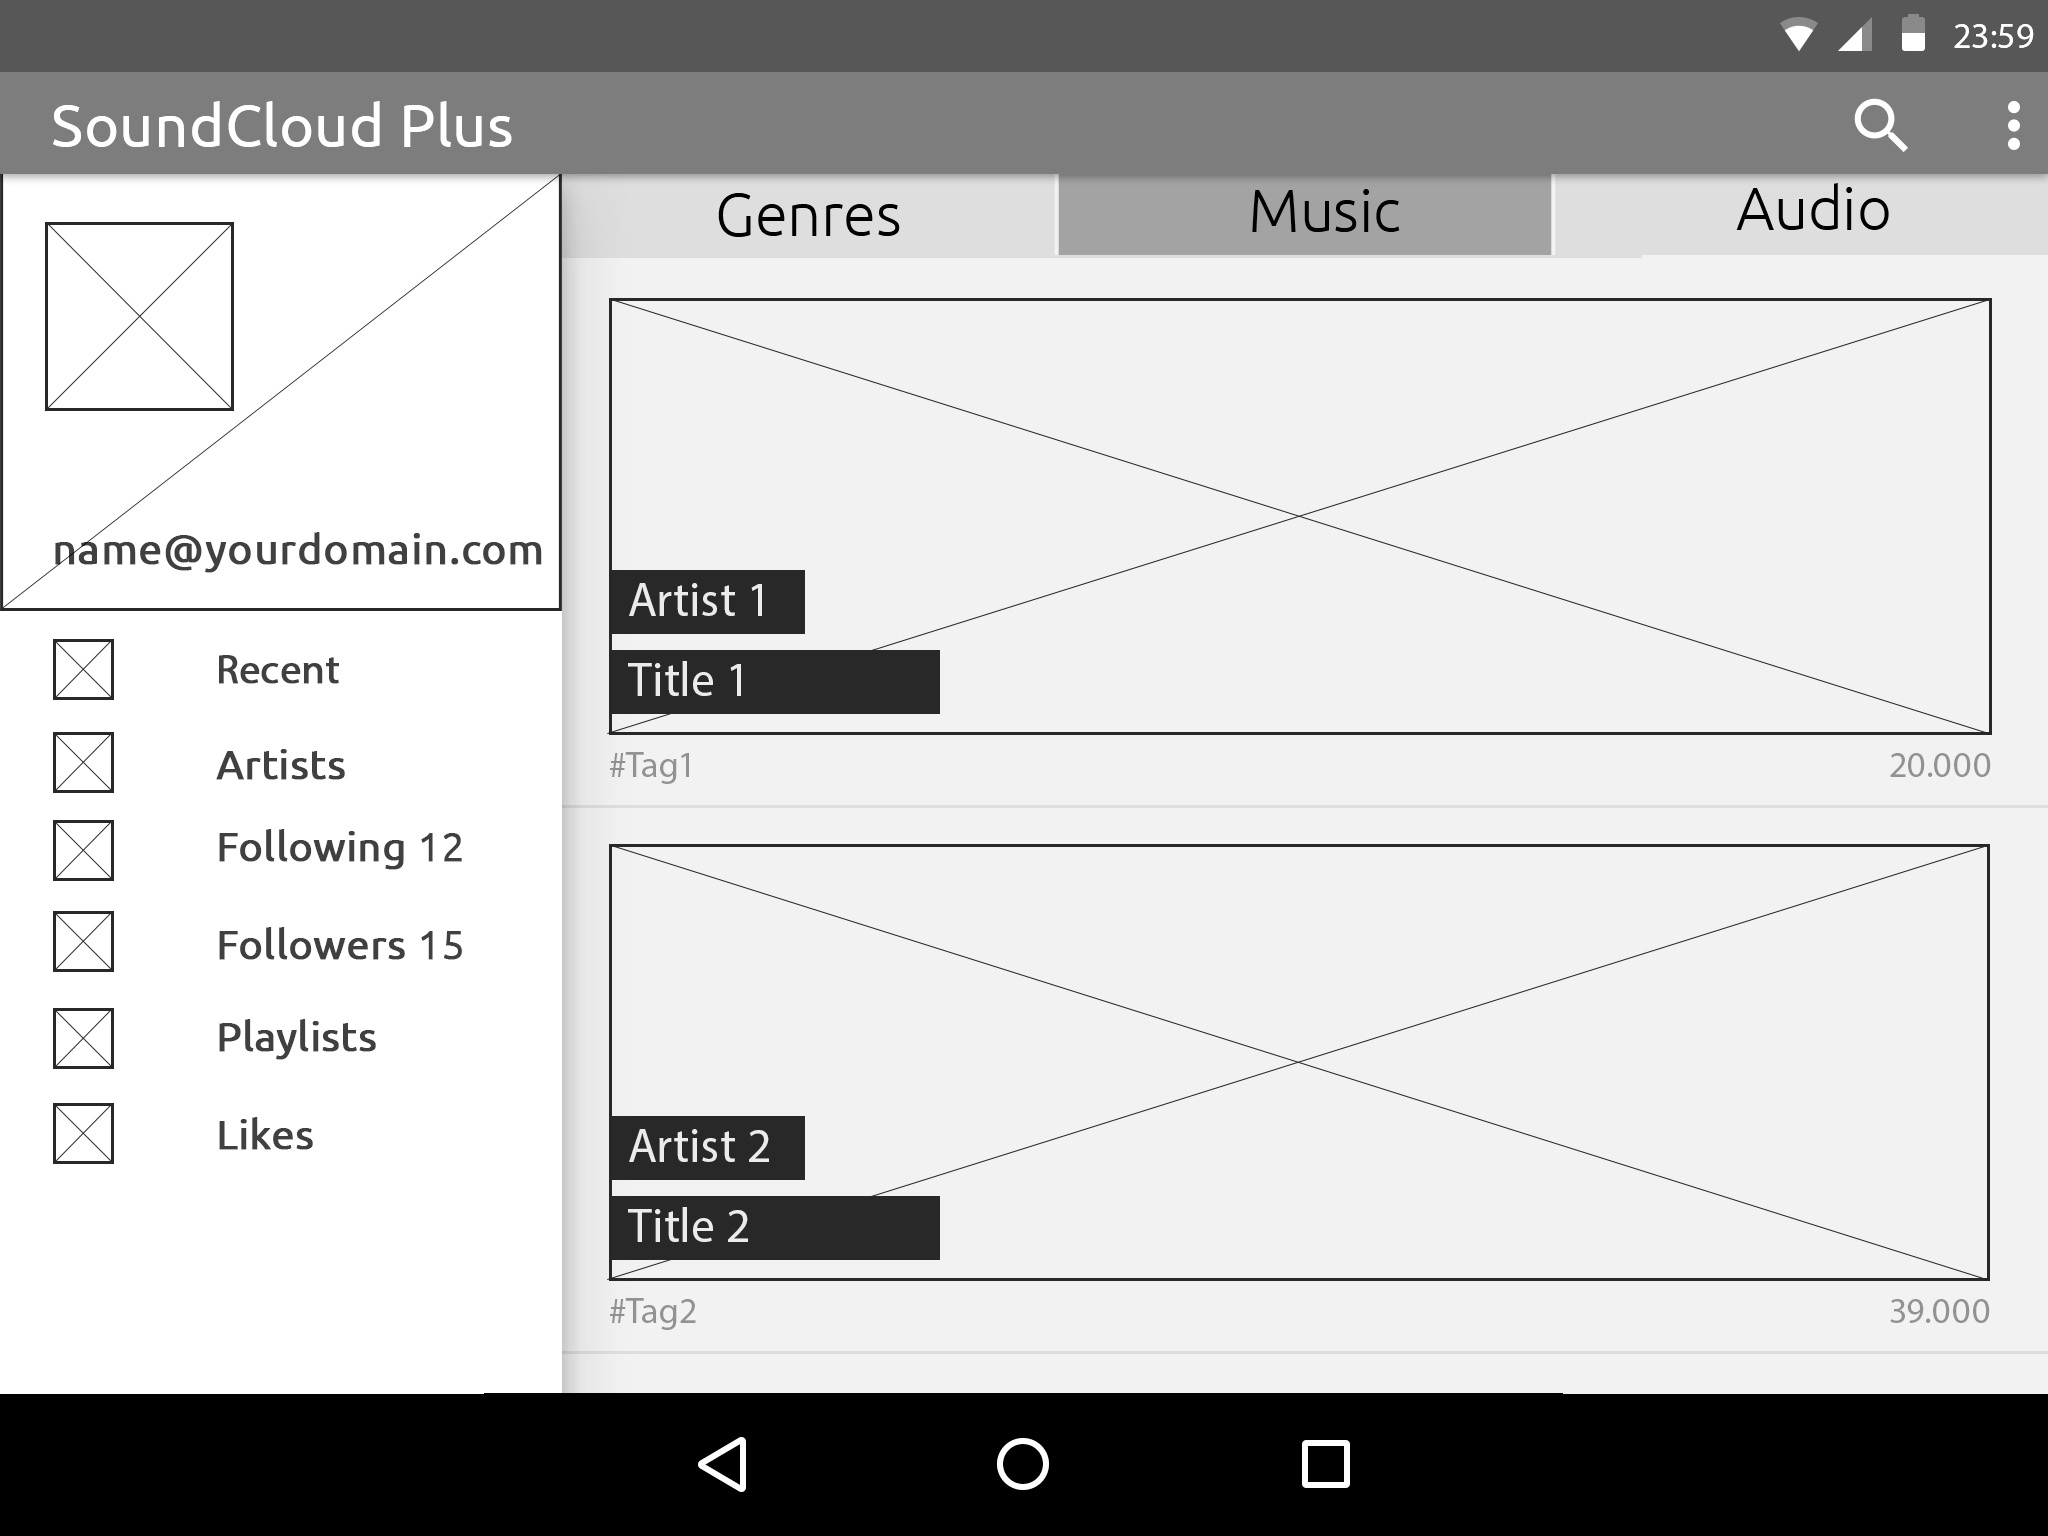 23:59
SoundCloud Plus
Genres
Music
Audio
name@yourdomain.com
Recent
Artists
Following 12
Followers 15
Playlists
Likes
Artist 1
Title 1
#Tag1
20.000
Artist 2
Title 2
#Tag2
39.000